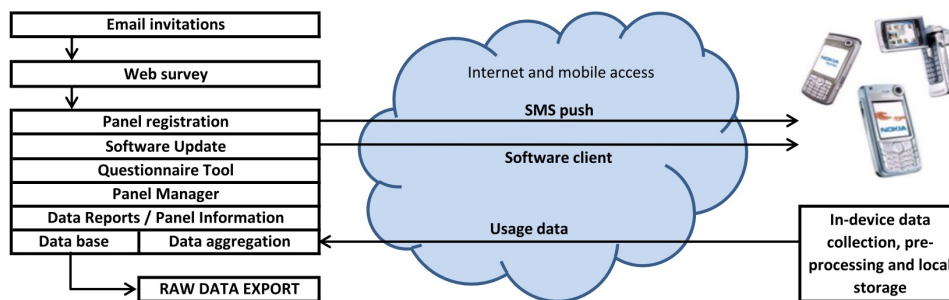 Email invitations
Web survey
Internet and mobile access
Panel registration
SMS push
Software Update
Software client
Questionnaire Tool
Panel Manager
Data Reports / Panel Information
Usage data
Data base
Data aggregation
RAW DATA EXPORT
In-device data
collection, pre-
processing and local
storage
NOKIA
NOKIA